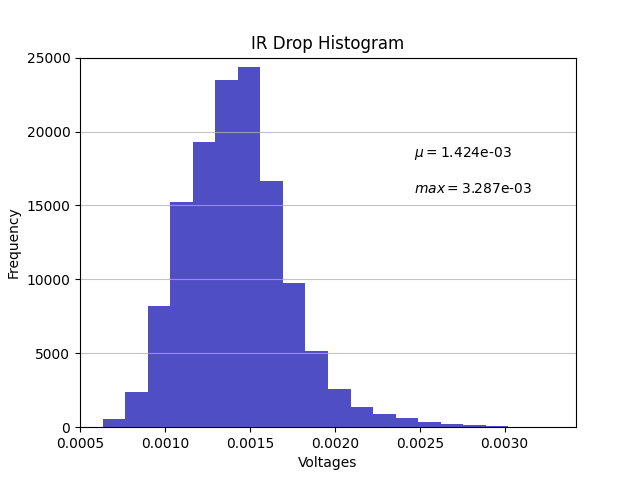 IR Drop Histogram
25000
20000
15000
10000
5000
0
Frequency
μ = 1.424e-03
max = 3.287e-03
0.0005 0.0010 0.0015 0.0020 0.0025 0.0030
Voltages